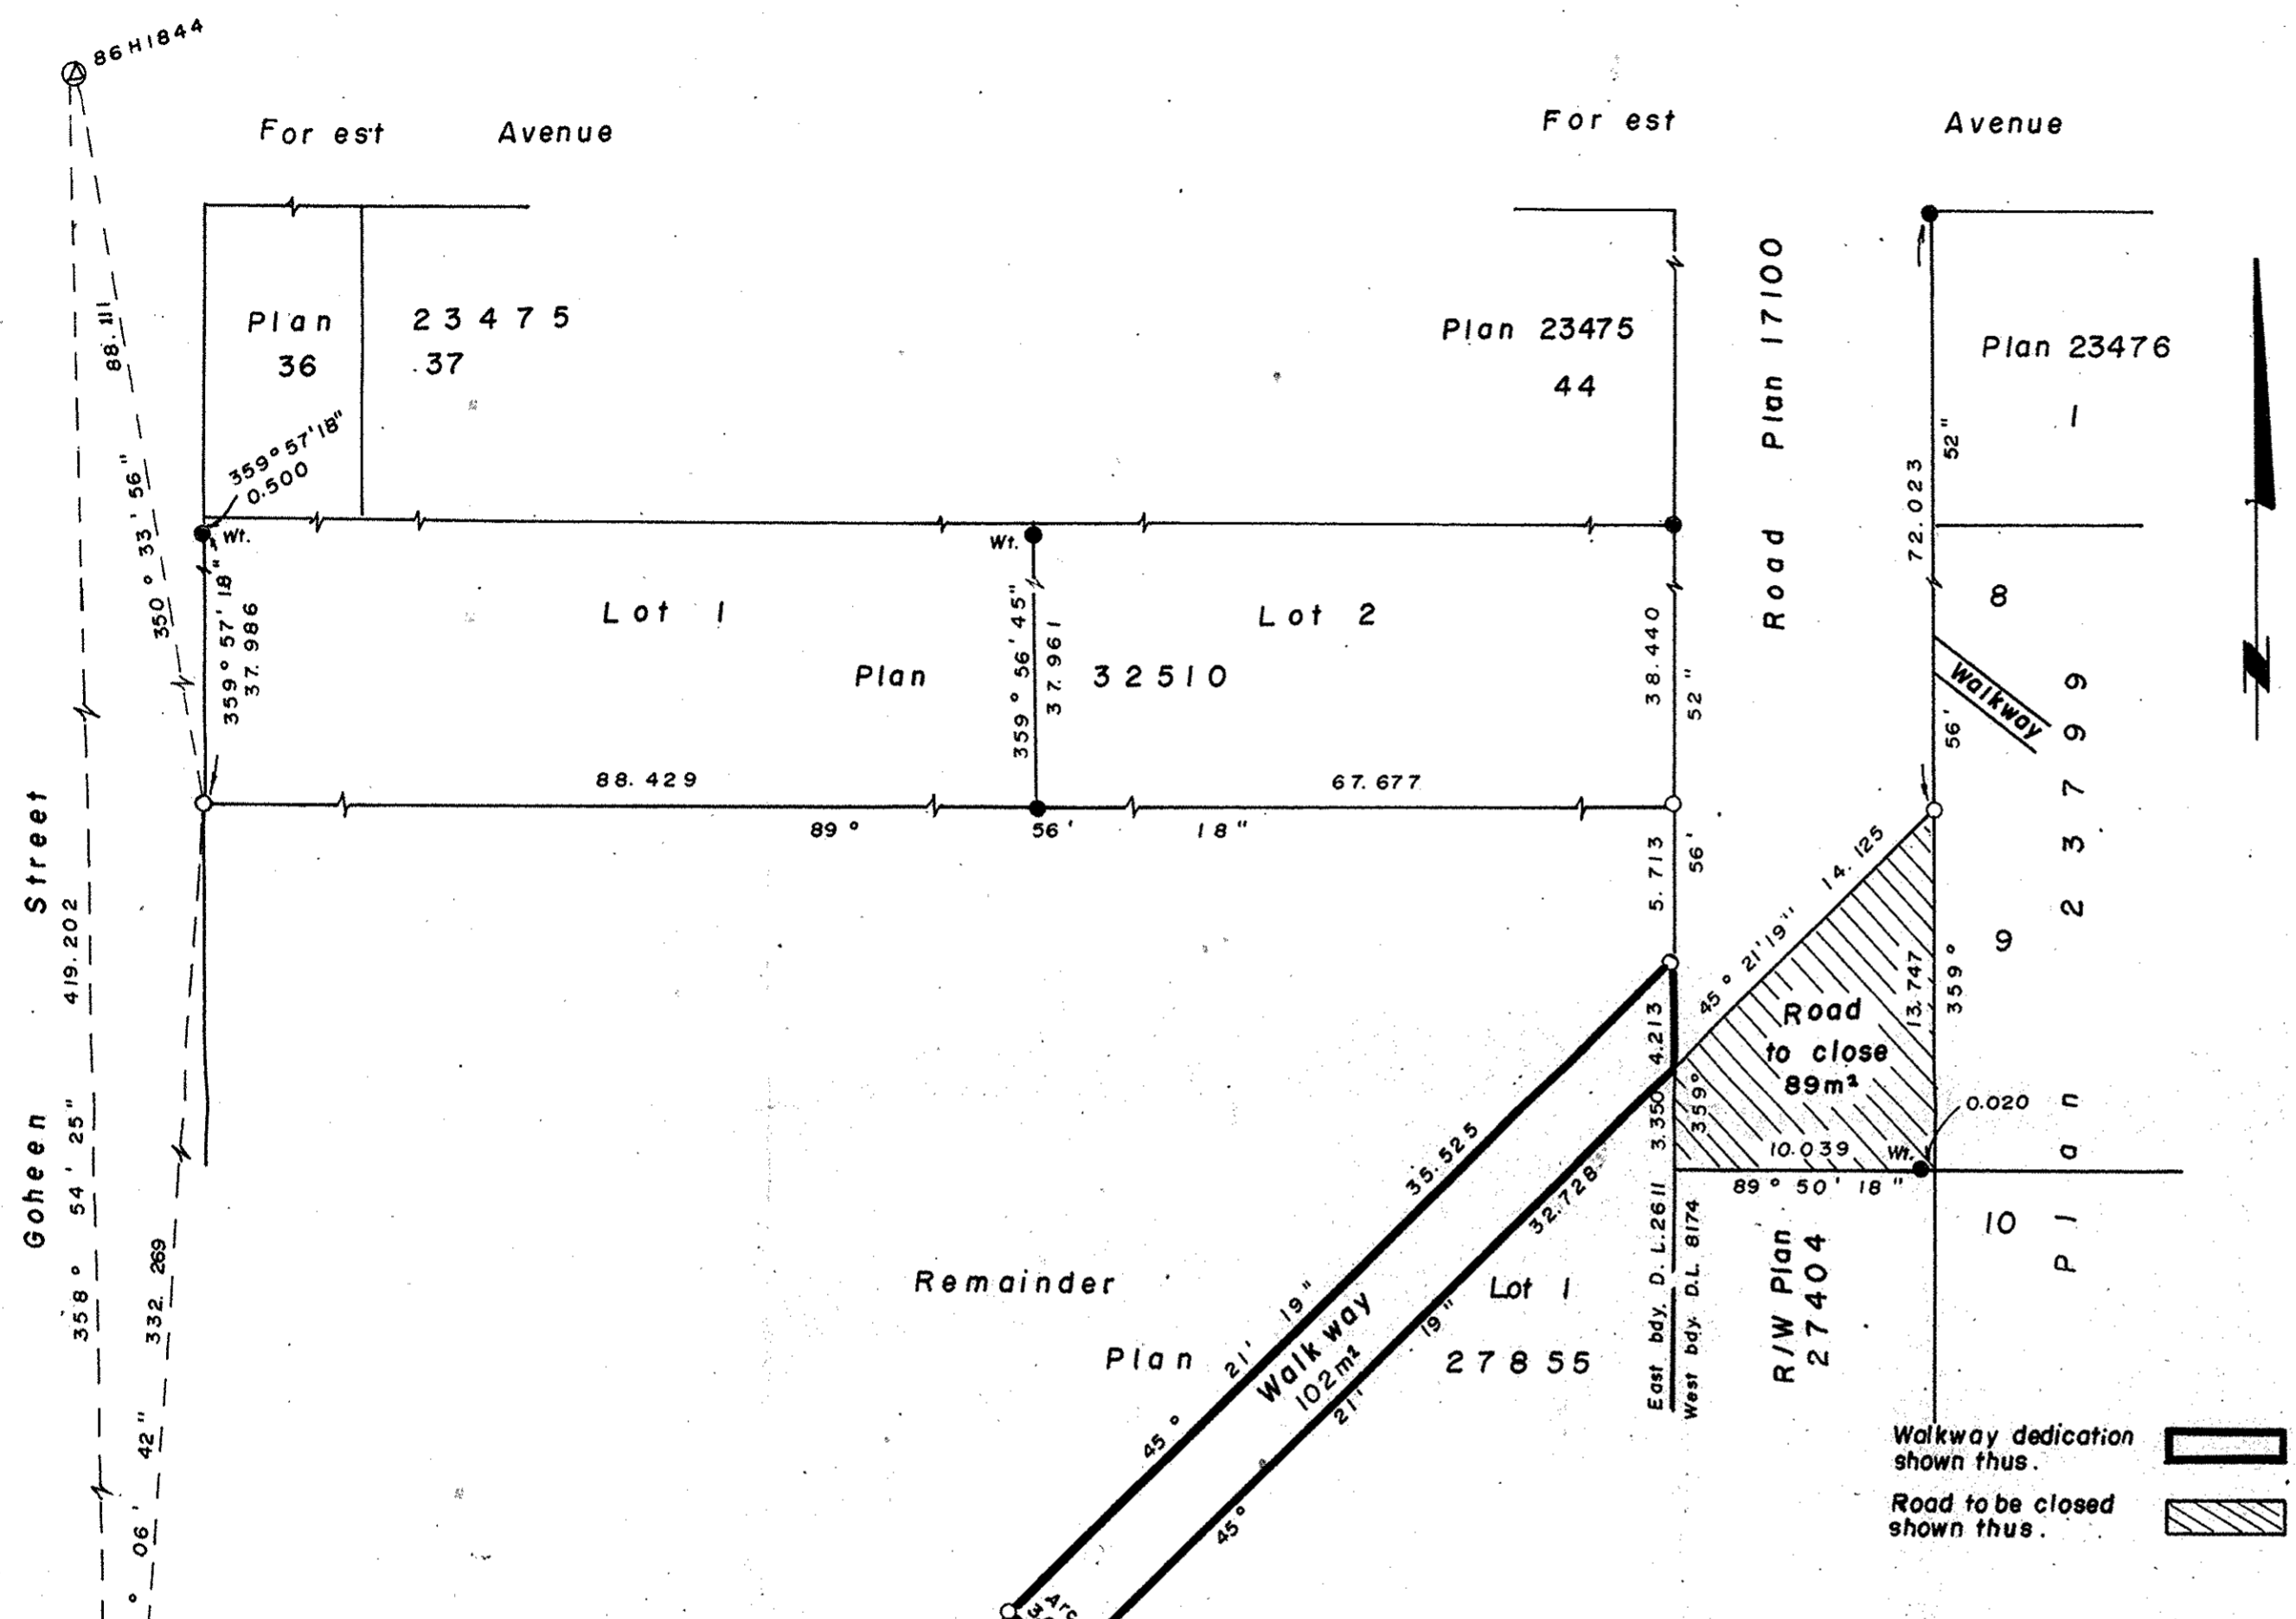 86H1844
Forest Avenue
Forest Avenue
Plan 23475
36
37
Plan 23475
44
Road Plan 17100
Plan 23476
1
88.111
350° 33' 56"
359° 57' 18"
0.500
Wt.
Wt.
359° 57' 18"
37.986
Lot 1
Lot 2
Plan 32510
359° 56' 45"
37.961
38.440
52"
72.023
52"
8
Walkway
56'
88.429
67.677
89° 56' 18"
5.713
56'
14.125
45° 21' 19"
13.747
359°
9
Plan 23799
Road
to close
89m²
0.020
10.039
Wt.
89° 50' 18"
4.213
3.350
359°
10
Goheen Street
419.202
358° 54' 25"
332.269
° 06' 42"
35.525
45° 21' 19"
Walkway
102m²
32.728
45° 21' 19"
Remainder Lot 1
Plan 27855
East bdy. D.L.2611
West bdy. D.L. 8174
R/W Plan
27404
Arc
Walkway dedication
shown thus.
Road to be closed
shown thus.